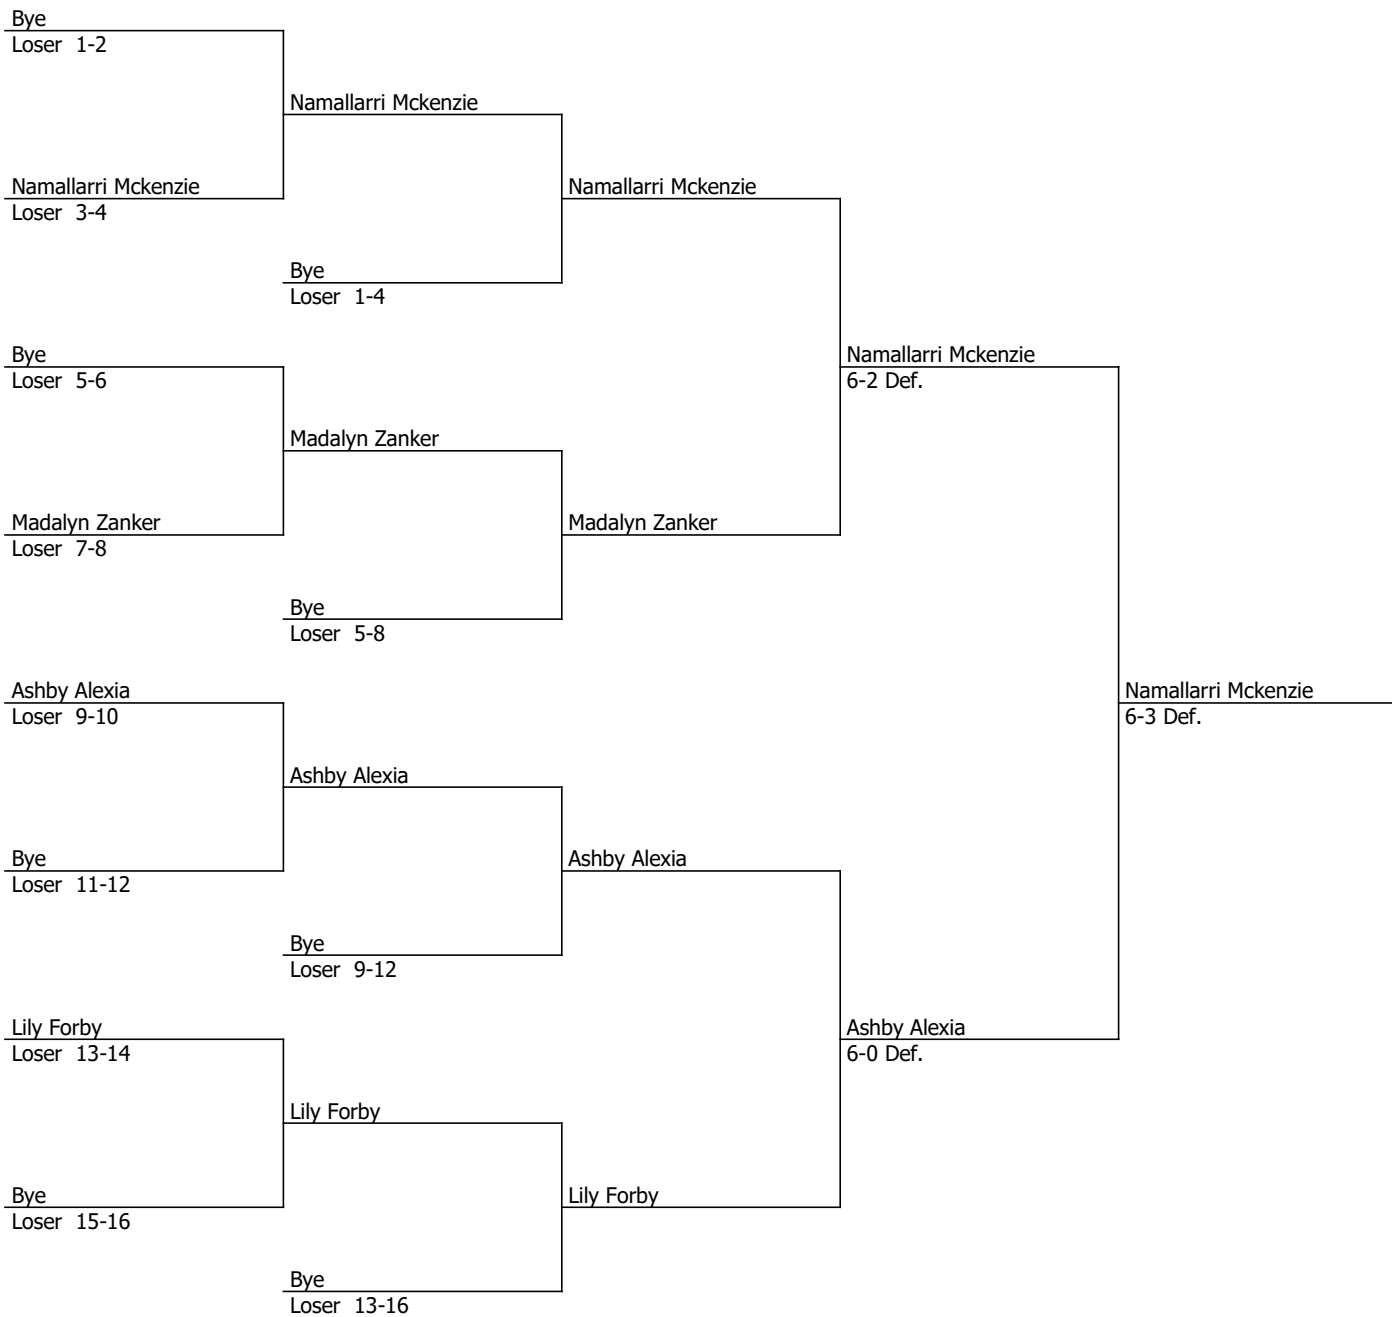 Bye
Loser 1-2
Namallarri Mckenzie
Namallarri Mckenzie
Loser 3-4
Namallarri Mckenzie
Bye
Loser 1-4
Bye
Loser 5-6
Namallarri Mckenzie
6-2 Def.
Madalyn Zanker
Madalyn Zanker
Loser 7-8
Madalyn Zanker
Bye
Loser 5-8
Ashby Alexia
Loser 9-10
Namallarri Mckenzie
6-3 Def.
Ashby Alexia
Bye
Loser 11-12
Ashby Alexia
Bye
Loser 9-12
Lily Forby
Loser 13-14
Ashby Alexia
6-0 Def.
Lily Forby
Bye
Loser 15-16
Lily Forby
Bye
Loser 13-16